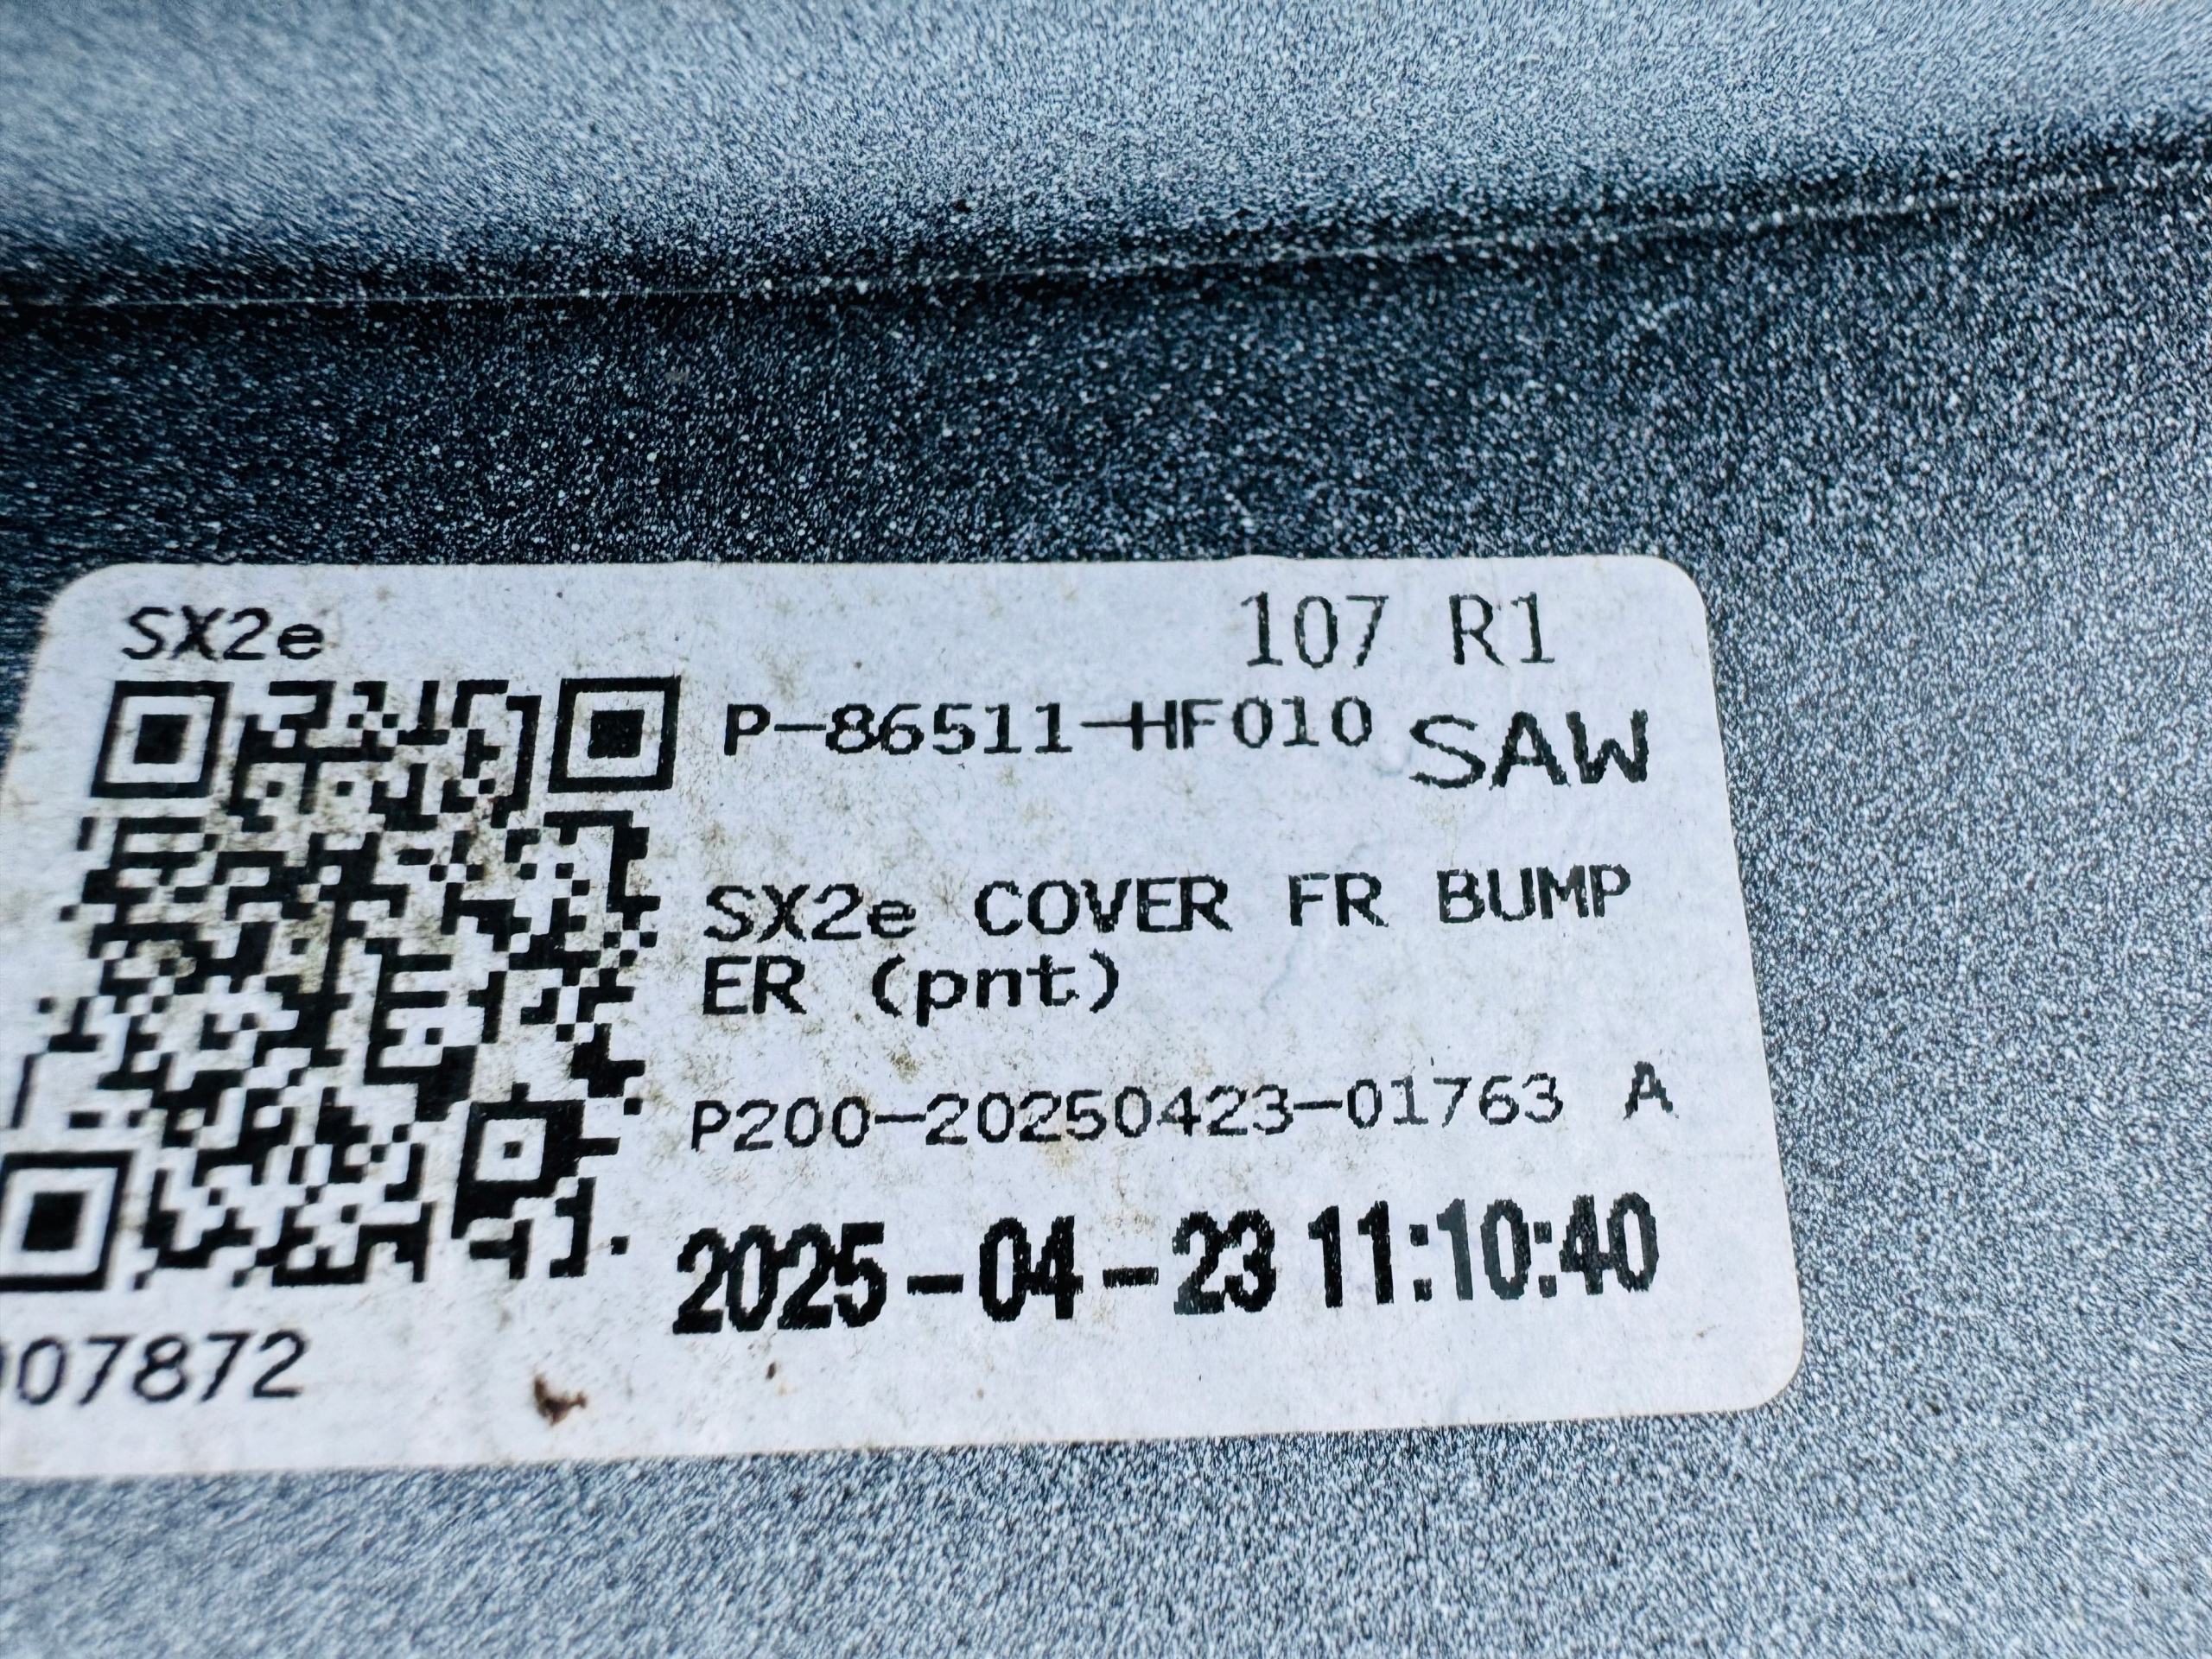 SX2e
107 R1
P-86511-HF010 SAW
SX2e COVER FR BUMP
ER (pnt)
P200-20250423-01763 A
2025-04-23 11:10:40
07872